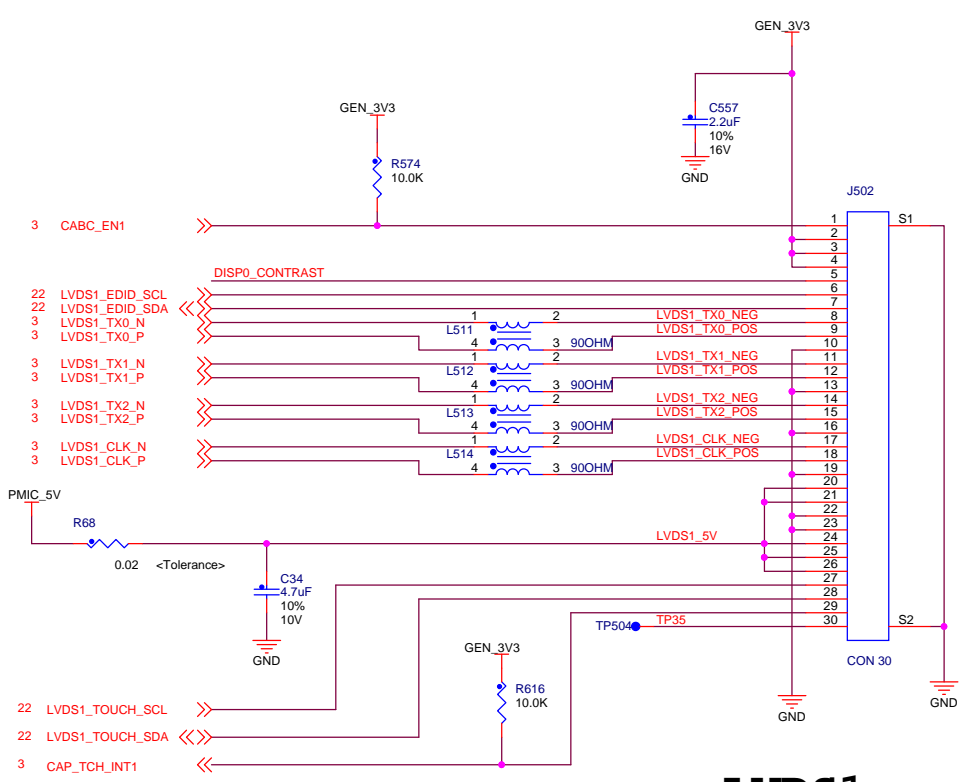 GEN_3V3
C557
2.2uF
10%
16V
GND
GEN_3V3
R574
10.0K
J502
3 CABC_EN1
1
S1
2
3
4
DISP0_CONTRAST
5
22 LVDS1_EDID_SCL
6
22 LVDS1_EDID_SDA
7
3 LVDS1_TX0_N
1
2
LVDS1_TX0_NEG
8
3 LVDS1_TX0_P
L511
4
3
90OHM
LVDS1_TX0_POS
9
10
3 LVDS1_TX1_N
1
2
LVDS1_TX1_NEG
11
3 LVDS1_TX1_P
L512
4
3
90OHM
LVDS1_TX1_POS
12
13
3 LVDS1_TX2_N
1
2
LVDS1_TX2_NEG
14
3 LVDS1_TX2_P
L513
4
3
90OHM
LVDS1_TX2_POS
15
16
3 LVDS1_CLK_N
1
2
LVDS1_CLK_NEG
17
3 LVDS1_CLK_P
L514
4
3
90OHM
LVDS1_CLK_POS
18
19
20
21
22
23
PMIC_5V
R68
0.02 <Tolerance>
LVDS1_5V
24
25
26
27
28
29
C34
4.7uF
10%
10V
GND
TP504
TP35
30
S2
CON 30
GEN_3V3
R616
10.0K
GND
GND
22 LVDS1_TOUCH_SCL
22 LVDS1_TOUCH_SDA
3 CAP_TCH_INT1